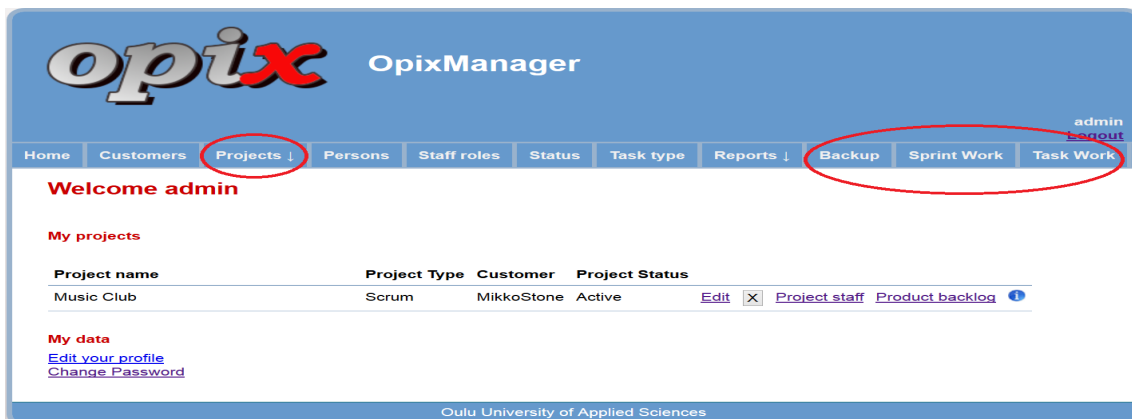 opix
OpixManager
admin
Logout
Home Customers Projects ↓ Persons Staff roles Status Task type Reports ↓ Backup Sprint Work Task Work
Welcome admin
My projects
Project name Project Type Customer Project Status
Music Club Scrum MikkoStone Active Edit X Project staff Product backlog i
My data
Edit your profile
Change Password
Oulu University of Applied Sciences